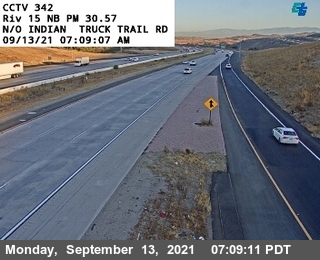 CCTV 342
Riv 15 NB PM 30.57
N/O INDIAN TRUCK TRAIL RD
09/13/21 07:09:07 AM
Monday, September 13, 2021 07:09:11 PDT